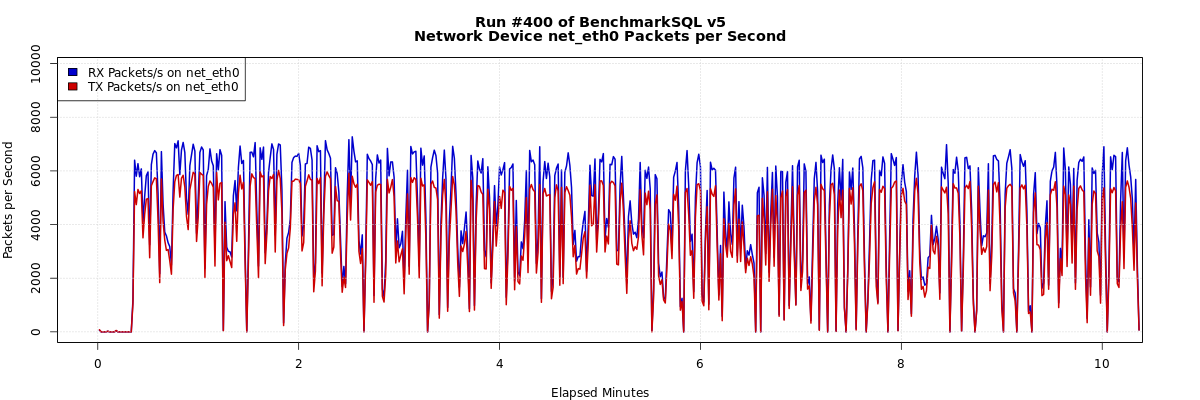 Run #400 of BenchmarkSQL v5
Network Device net_eth0 Packets per Second
RX Packets/s on net_eth0
TX Packets/s on net_eth0
Packets per Second
10000
8000
6000
4000
2000
0
0 2 4 6 8 10
Elapsed Minutes